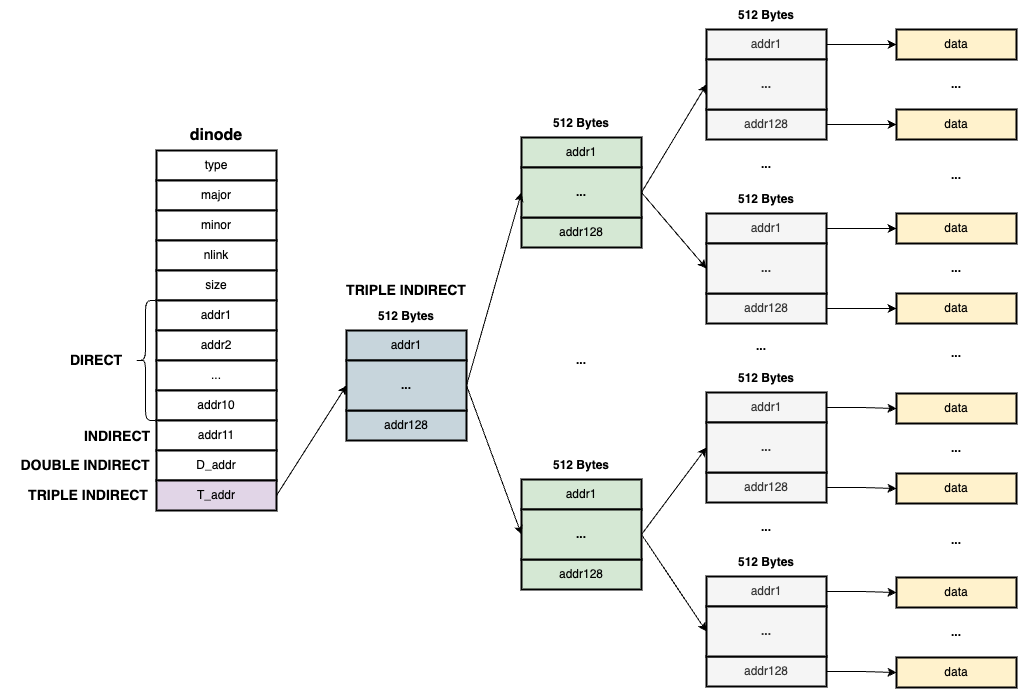 dinode
type
major
minor
nlink
size
addr1
addr2
...
addr10
addr11
D_addr
T_addr
DIRECT
INDIRECT
DOUBLE INDIRECT
TRIPLE INDIRECT
TRIPLE INDIRECT
512 Bytes
addr1
...
addr128
512 Bytes
addr1
...
addr128
...
512 Bytes
addr1
...
addr128
512 Bytes
addr1
...
addr128
...
512 Bytes
addr1
...
addr128
...
512 Bytes
addr1
...
addr128
...
512 Bytes
addr1
...
addr128
data
...
data
...
data
...
data
...
data
...
data
...
data
...
data